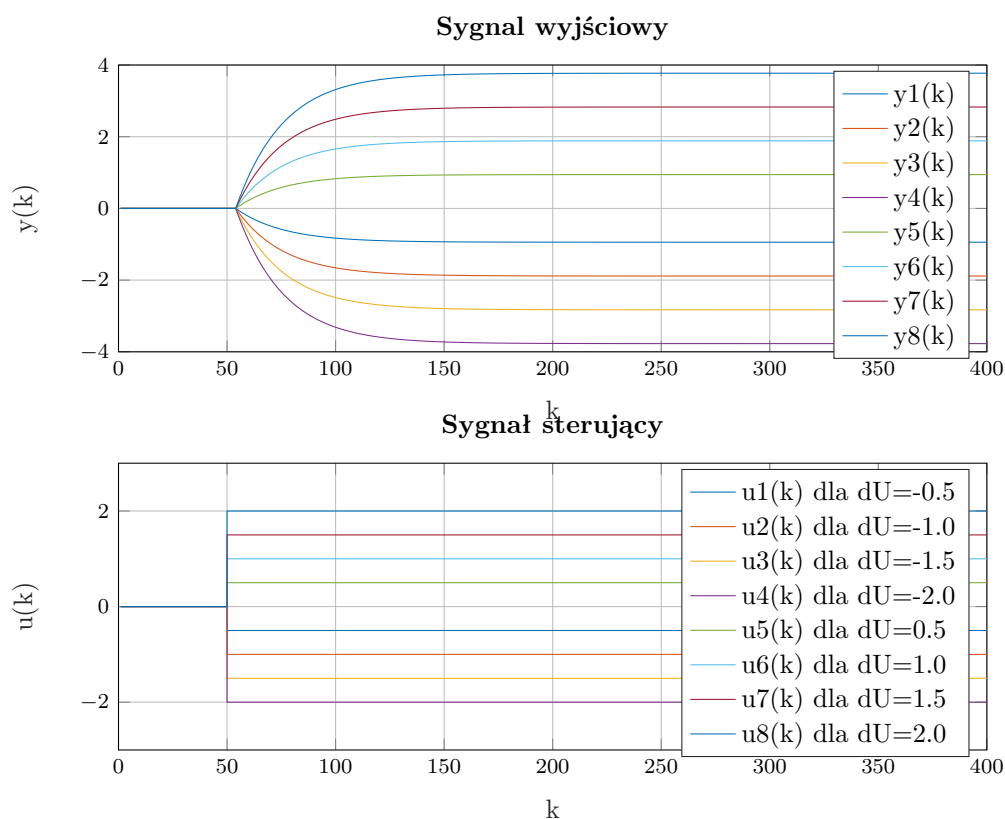 Sygnal wyjściowy
4
2
0
−2
−4
y(k)
0 50 100 150 200 250 300 350 400
k
y1(k)
y2(k)
y3(k)
y4(k)
y5(k)
y6(k)
y7(k)
y8(k)
Sygnał sterujący
2
0
−2
u(k)
0 50 100 150 200 250 300 350 400
k
u1(k) dla dU=-0.5
u2(k) dla dU=-1.0
u3(k) dla dU=-1.5
u4(k) dla dU=-2.0
u5(k) dla dU=0.5
u6(k) dla dU=1.0
u7(k) dla dU=1.5
u8(k) dla dU=2.0